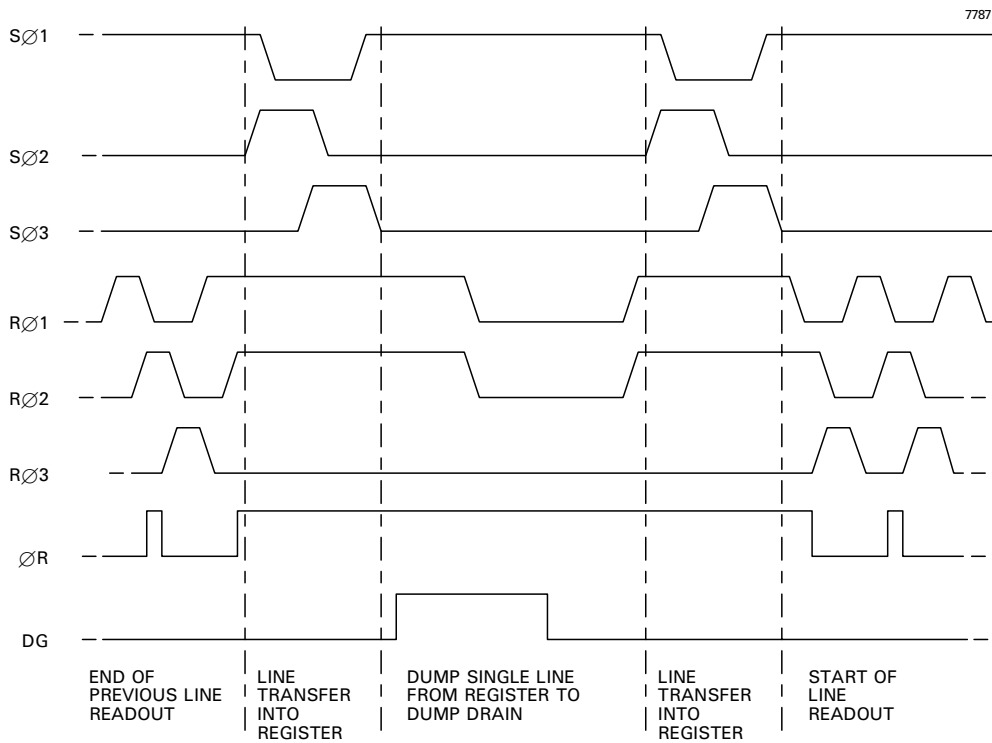 7787
SØ1
SØ2
SØ3
RØ1
RØ2
RØ3
ØR
DG
END OF
PREVIOUS LINE
READOUT
LINE
TRANSFER
INTO
REGISTER
DUMP SINGLE LINE
FROM REGISTER TO
DUMP DRAIN
LINE
TRANSFER
INTO
REGISTER
START OF
LINE
READOUT